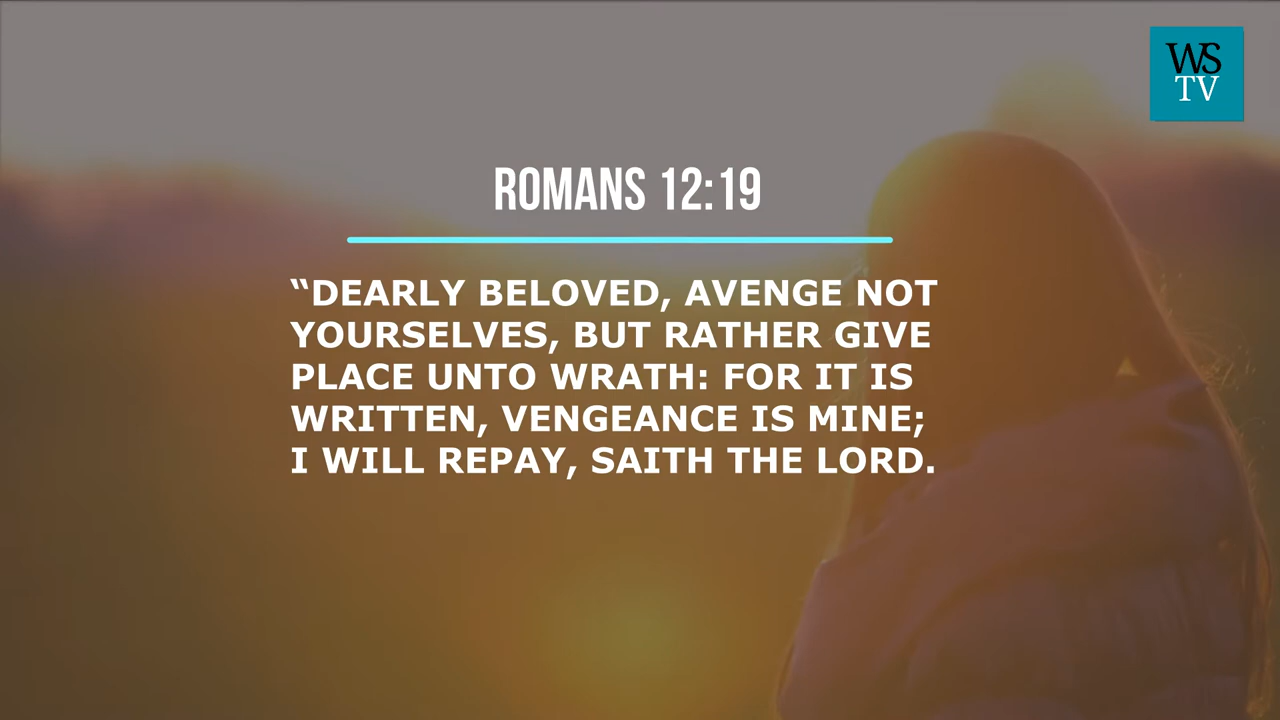 WS
TV
ROMANS 12:19
“DEARLY BELOVED, AVENGE NOT
YOURSELVES, BUT RATHER GIVE
PLACE UNTO WRATH: FOR IT IS
WRITTEN, VENGEANCE IS MINE;
I WILL REPAY, SAITH THE LORD.